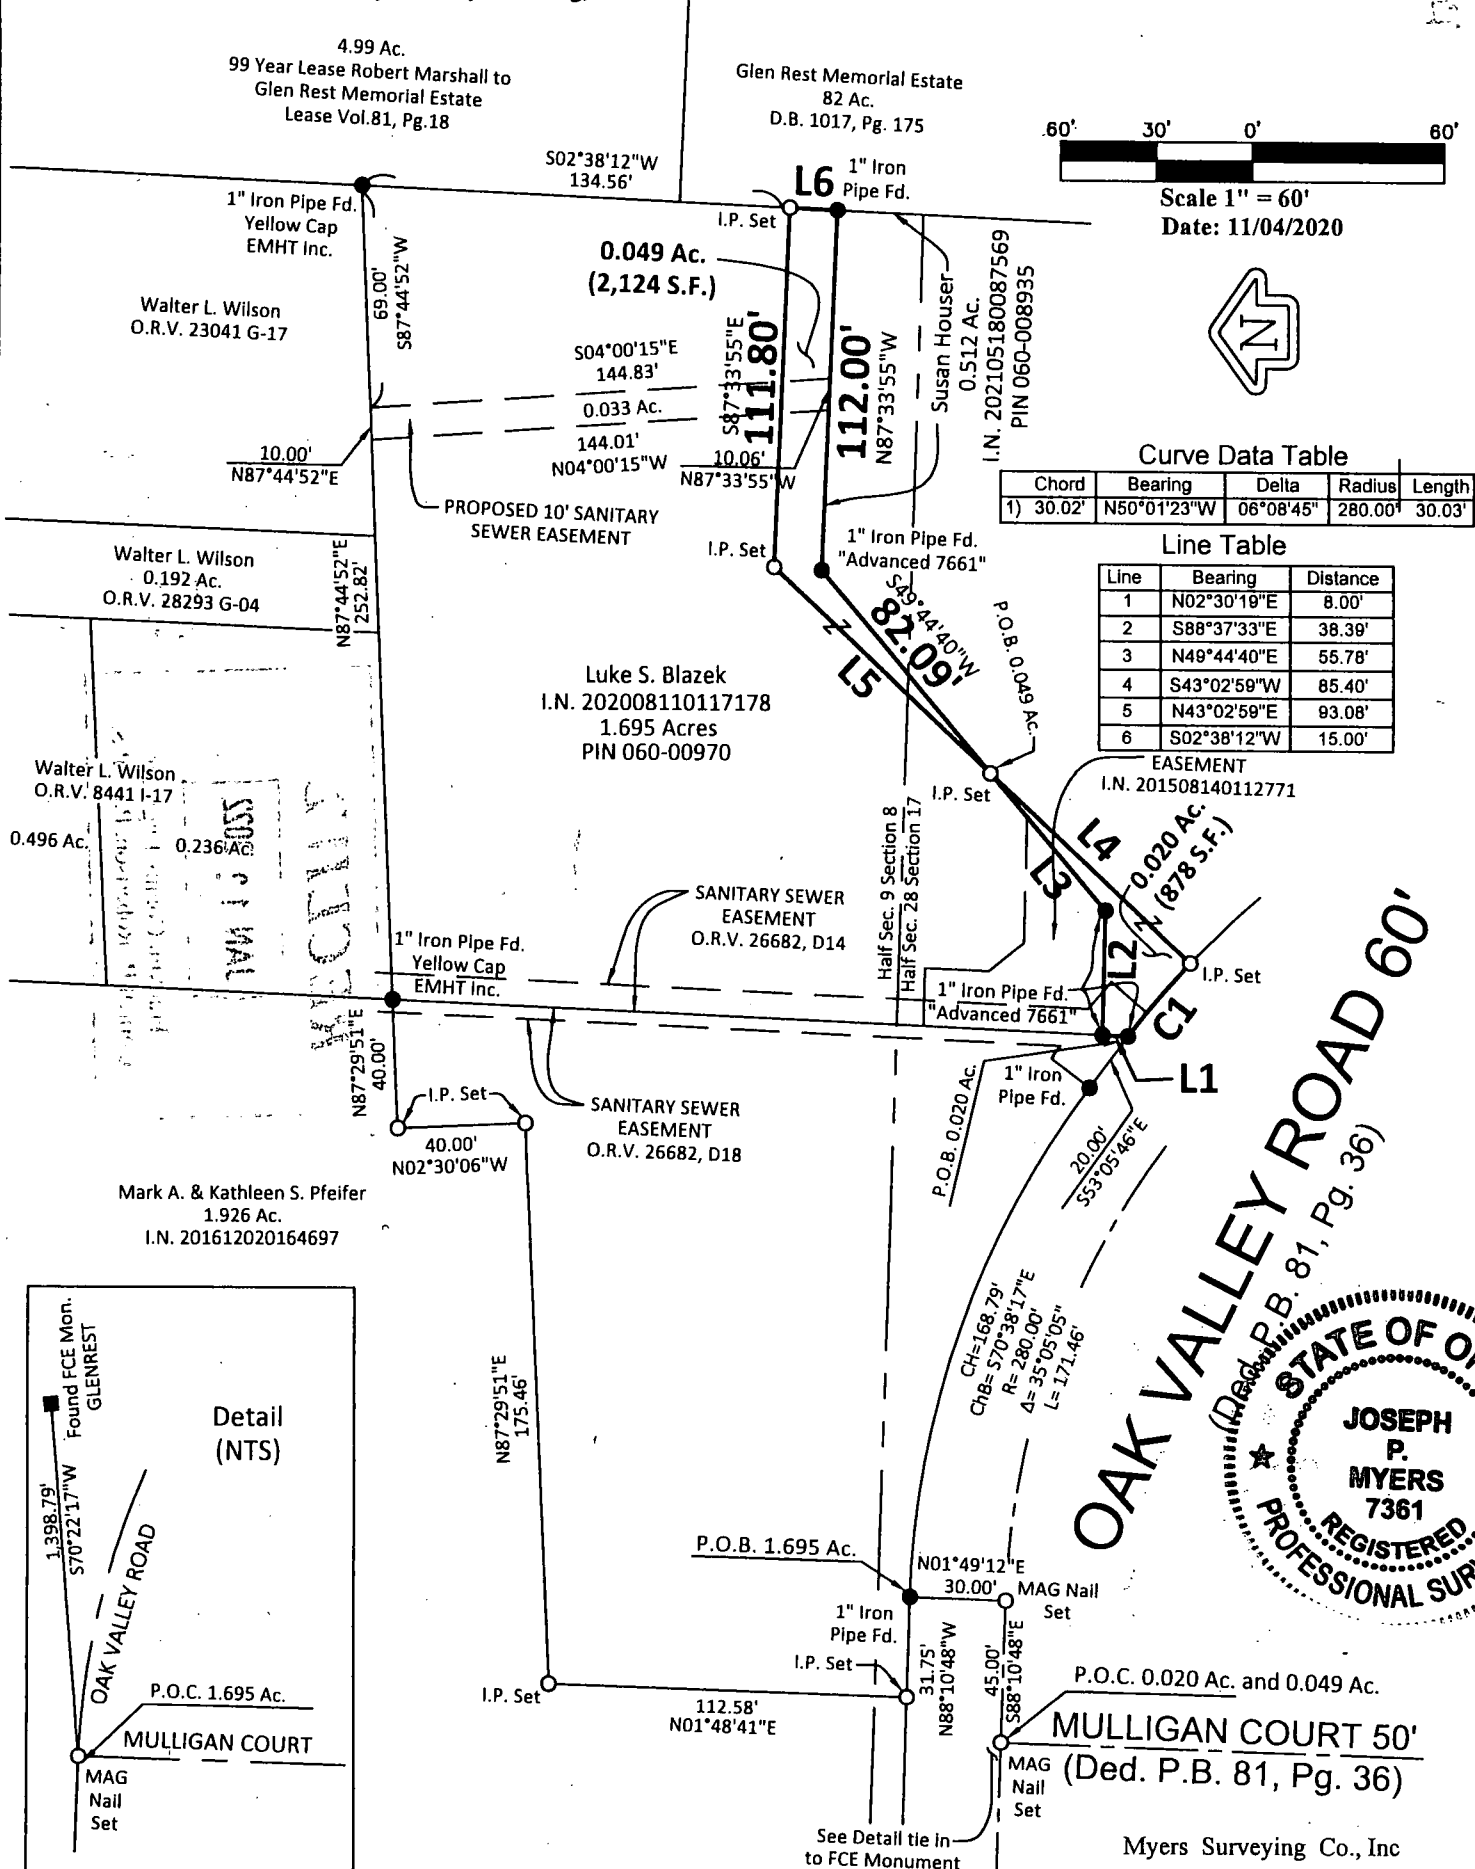 4.99 Ac.
99 Year Lease Robert Marshall to
Glen Rest Memorial Estate
Lease Vol.81, Pg.18
Glen Rest Memorial Estate
82 Ac.
D.B. 1017, Pg. 175
60' 30' 0' 60'
Scale 1" = 60'
Date: 11/04/2020
N
S02°38'12"W
134.56'
L6
1" Iron
Pipe Fd.
I.P. Set
1" Iron Pipe Fd.
Yellow Cap
EMHT Inc.
69.00'
S87°44'52"W
0.049 Ac.
(2,124 S.F.)
Walter L. Wilson
O.R.V. 23041 G-17
S87°33'55"E
111.80'
112.00'
N87°33'55"W
Susan Houser
0.512 Ac.
I.N. 202105180087569
PIN 060-008935
S04°00'15"E
144.83'
0.033 Ac.
144.01'
N04°00'15"W
10.06'
N87°33'55"W
10.00'
N87°44'52"E
PROPOSED 10' SANITARY
SEWER EASEMENT
Curve Data Table
Chord Bearing Delta Radius Length
1) 30.02' N50°01'23"W 06°08'45" 280.00' 30.03'
Line Table
Line Bearing Distance
1 N02°30'19"E 8.00'
2 S88°37'33"E 38.39'
3 N49°44'40"E 55.78'
4 S43°02'59"W 85.40'
5 N43°02'59"E 93.08'
6 S02°38'12"W 15.00'
I.P. Set
1" Iron Pipe Fd.
"Advanced 7661"
Walter L. Wilson
0.192 Ac.
O.R.V. 28293 G-04
N87°44'52"E
252.82'
S49°44'40"W
82.09'
Z
L5
P.O.B. 0.049 Ac.
Luke S. Blazek
I.N. 202008110117178
1.695 Acres
PIN 060-00970
EASEMENT
I.N. 201508140112771
Walter L. Wilson
O.R.V. 8441 I-17
0.496 Ac.
0.236 Ac.
I.P. Set
L4
L3
0.020 Ac.
(878 S.F.)
Z
Half Sec. 9 Section 8
Half Sec. 28 Section 17
SANITARY SEWER
EASEMENT
O.R.V. 26682, D14
1" Iron Pipe Fd.
Yellow Cap
EMHT Inc.
1" Iron Pipe Fd.
"Advanced 7661"
L2
I.P. Set
C1
L1
1" Iron
Pipe Fd.
P.O.B. 0.020 Ac.
20.00'
S53°05'46"E
N87°29'51"E
40.00'
I.P. Set
40.00'
N02°30'06"W
SANITARY SEWER
EASEMENT
O.R.V. 26682, D18
Mark A. & Kathleen S. Pfeifer
1.926 Ac.
I.N. 201612020164697
OAK VALLEY ROAD 60'
(Ded. P.B. 81, Pg. 36)
CH=168.79'
ChB= S70°38'17"E
R= 280.00'
Δ= 35°05'05"
L= 171.46'
STATE OF
JOSEPH
P.
MYERS
7361
REGISTERED
PROFESSIONAL
Found FCE Mon.
GLENREST
Detail
(NTS)
1,398.79'
S70°22'17"W
OAK VALLEY ROAD
P.O.C. 1.695 Ac.
MULLIGAN COURT
MAG
Nail
Set
N87°29'51"E
175.46'
P.O.B. 1.695 Ac.
N01°49'12"E
30.00'
MAG Nail
Set
1" Iron
Pipe Fd.
I.P. Set
31.75'
N88°10'48"W
45.00'
S88°10'48"E
I.P. Set
112.58'
N01°48'41"E
P.O.C. 0.020 Ac. and 0.049 Ac.
MULLIGAN COURT 50'
(Ded. P.B. 81, Pg. 36)
MAG
Nail
Set
See Detail tie in
to FCE Monument
Myers Surveying Co., Inc